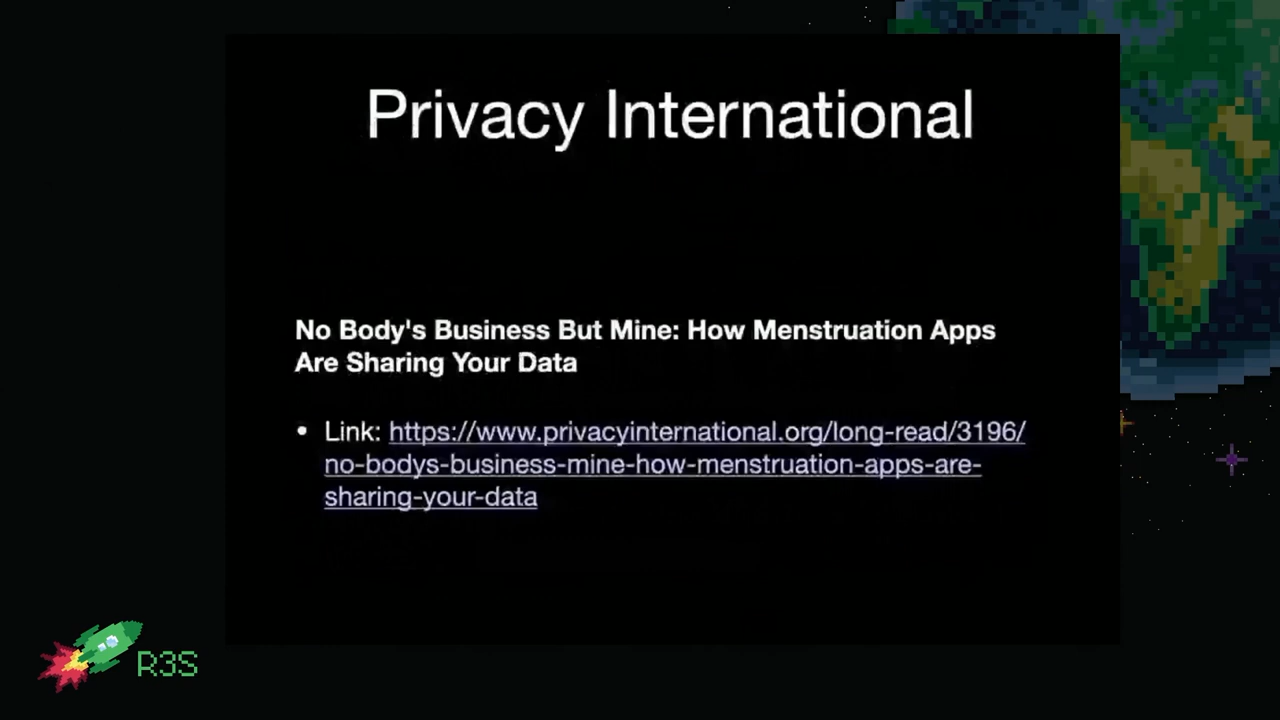 Privacy International
No Body's Business But Mine: How Menstruation Apps
Are Sharing Your Data
• Link: https://www.privacyinternational.org/long-read/3196/
no-bodys-business-mine-how-menstruation-apps-are-
sharing-your-data
R3S